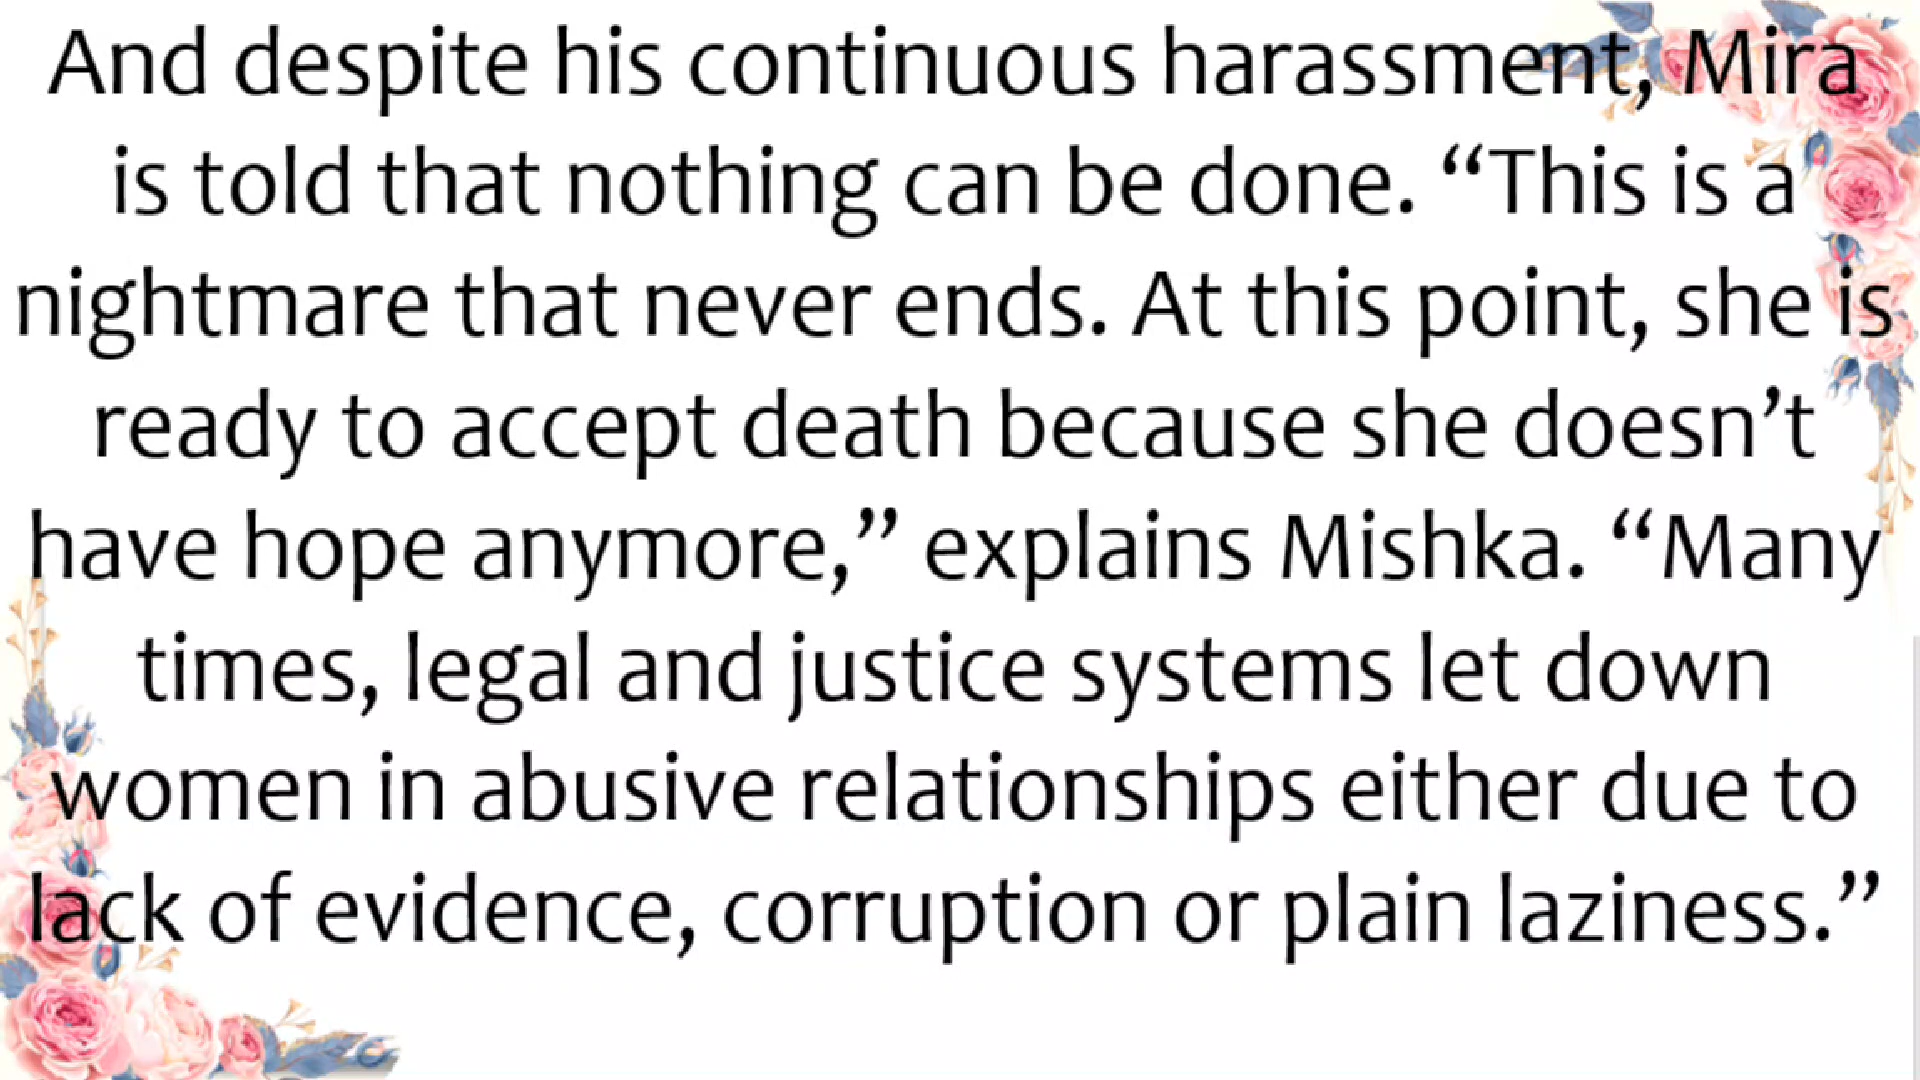 And despite his continuous harassment, Mira
is told that nothing can be done. “This is a
nightmare that never ends. At this point, she is
ready to accept death because she doesn’t
have hope anymore,” explains Mishka. “Many
times, legal and justice systems let down
women in abusive relationships either due to
lack of evidence, corruption or plain laziness.”